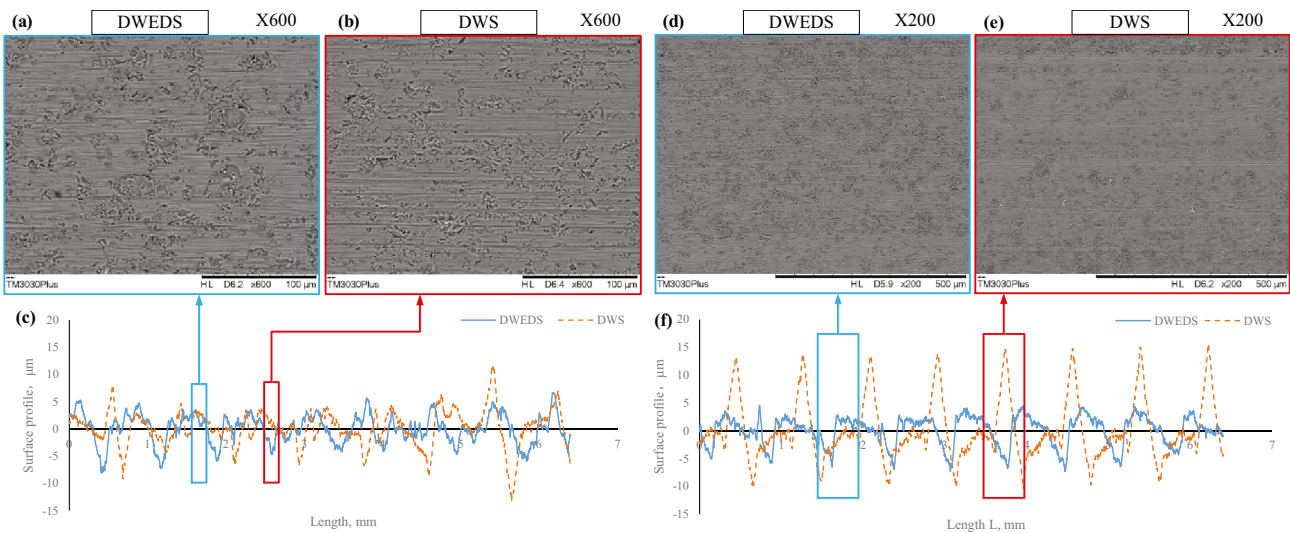 (a) DWEDS X600 (b) DWS X600 (d) DWEDS X200 (e) DWS X200
TM3030Plus HL D6.2 x600 100 μm
TM3030Plus HL D6.4 x600 100 μm
TM3030Plus HL D5.9 x200 500 μm
TM3030Plus HL D6.2 x200 500 μm
(c)
DWEDS DWS
20
15
10
5
0
-5
-10
-15
0 1 2 3 4 5 6 7
Surface profile, μm
Length, mm
(f)
DWEDS DWS
20
15
10
5
0
-5
-10
-15
0 1 2 3 4 5 6 7
Surface profile, μm
Length L, mm